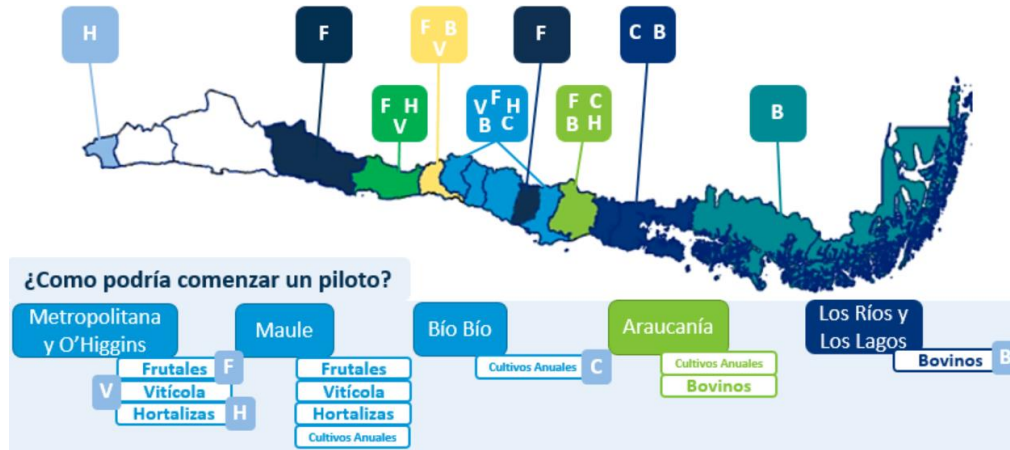 H
F
F B
V
F
C B
F H
V
V F H
B C
F C
B H
B
¿Como podría comenzar un piloto?
Metropolitana
y O'Higgins
Frutales F
V Vitícola
Hortalizas H
Maule
Frutales
Vitícola
Hortalizas
Cultivos Anuales
Bío Bío
Cultivos Anuales C
Araucanía
Cultivos Anuales
Bovinos
Los Ríos y
Los Lagos
Bovinos B